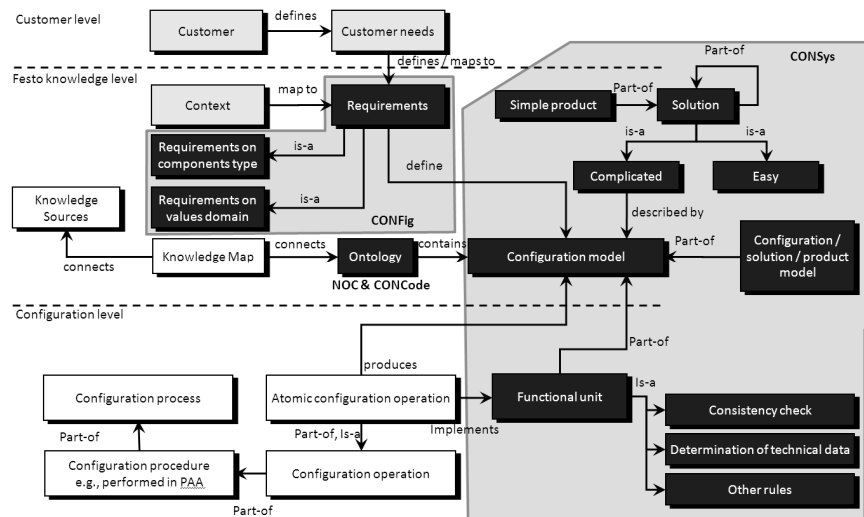 Customer level
Customer
defines
Customer needs
defines / maps to
CONSys
Part-of
Festo knowledge level
Context
map to
Requirements
Simple product
Part-of
Solution
Requirements on
components type
is-a
define
is-a
is-a
Complicated
Easy
Requirements on
values domain
is-a
CONFig
described by
Knowledge
Sources
connects
Knowledge Map
connects
Ontology
contains
NOC & CONCode
Configuration model
Part-of
Configuration /
solution / product
model
Configuration level
produces
Part-of
Configuration process
Atomic configuration operation
Implements
Functional unit
Is-a
Consistency check
Part-of
Part-of, Is-a
Determination of technical data
Configuration procedure
e.g., performed in PAA
Part-of
Configuration operation
Other rules